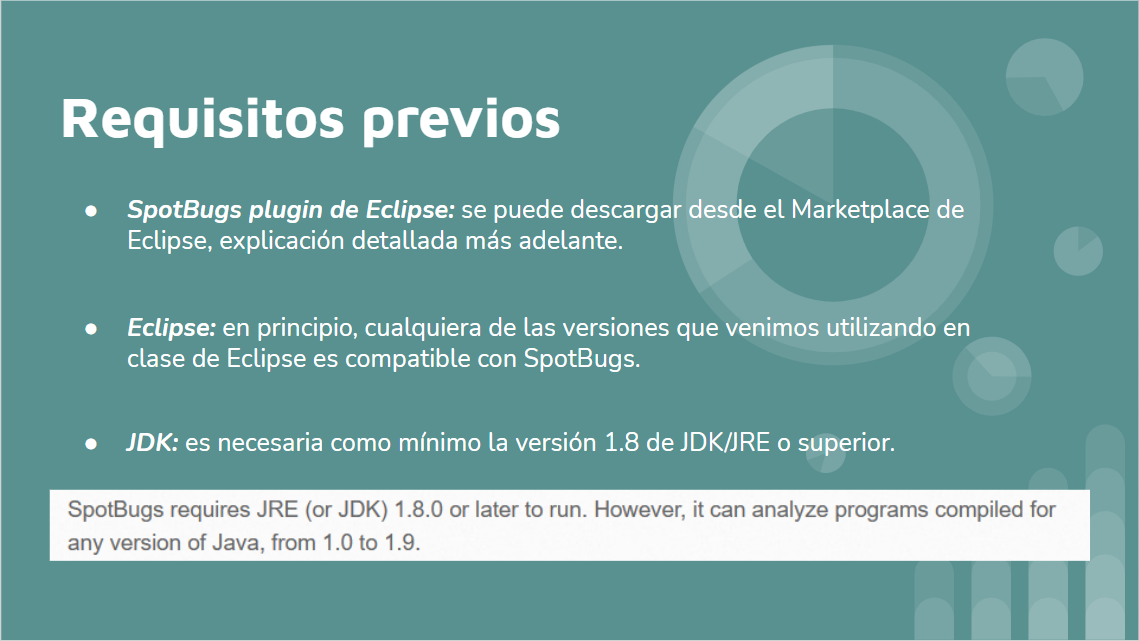 Requisitos previos
● SpotBugs plugin de Eclipse: se puede descargar desde el Marketplace de
Eclipse, explicación detallada más adelante.
● Eclipse: en principio, cualquiera de las versiones que venimos utilizando en
clase de Eclipse es compatible con SpotBugs.
● JDK: es necesaria como mínimo la versión 1.8 de JDK/JRE o superior.
SpotBugs requires JRE (or JDK) 1.8.0 or later to run. However, it can analyze programs compiled for
any version of Java, from 1.0 to 1.9.